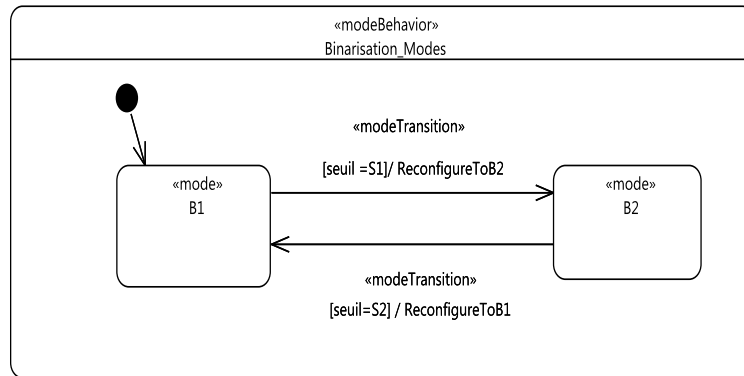 «modeBehavior»
Binarisation_Modes
«modeTransition»
[seuil =S1]/ ReconfigureToB2
«mode»
B1
«mode»
B2
«modeTransition»
[seuil=S2] / ReconfigureToB1